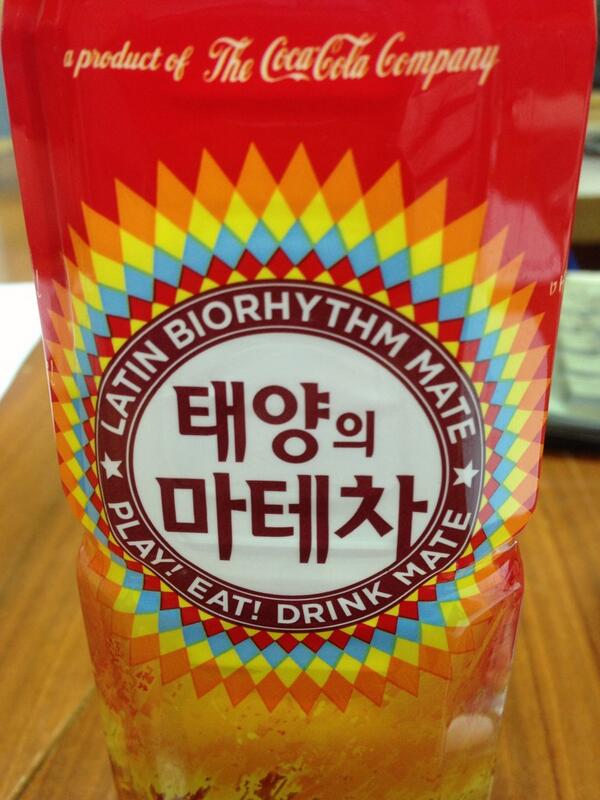 a product of The Coca-Cola Company
LATIN BIORHYTHM MATE
태양의
마테차
PLAY! EAT! DRINK MATE